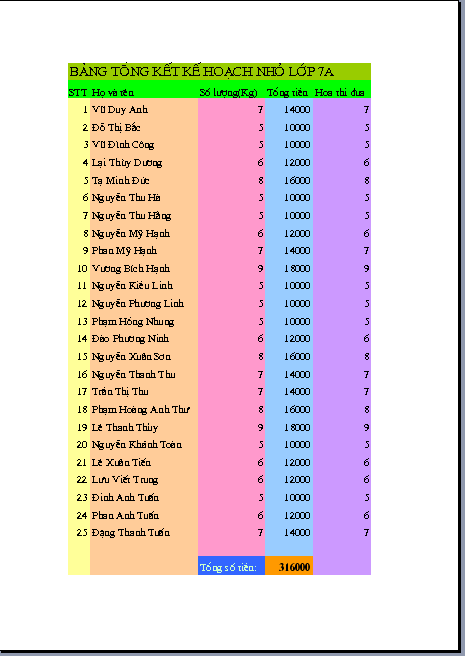 BẢNG TỔNG KẾT KẾ HOẠCH NHỎ LỚP 7A
STT Họ và tên Số lượng(Kg) Tổng tiền Hoa thi đua
1 Vũ Duy Anh 7 14000 7
2 Đỗ Thị Bắc 5 10000 5
3 Vũ Đình Công 5 10000 5
4 Lại Thùy Dương 6 12000 6
5 Tạ Minh Đức 8 16000 8
6 Nguyễn Thu Hà 5 10000 5
7 Nguyễn Thu Hằng 5 10000 5
8 Nguyễn Mỹ Hạnh 6 12000 6
9 Phan Mỹ Hạnh 7 14000 7
10 Vương Bích Hạnh 9 18000 9
11 Nguyễn Kiều Linh 5 10000 5
12 Nguyễn Phương Linh 5 10000 5
13 Phạm Hồng Nhung 5 10000 5
14 Đào Phương Ninh 6 12000 6
15 Nguyễn Xuân Sơn 8 16000 8
16 Nguyễn Thanh Thu 7 14000 7
17 Trần Thị Thu 7 14000 7
18 Phạm Hoàng Anh Thư 8 16000 8
19 Lê Thanh Thủy 9 18000 9
20 Nguyễn Khánh Toàn 5 10000 5
21 Lê Xuân Tiến 6 12000 6
22 Lưu Viết Trung 6 12000 6
23 Đinh Anh Tuấn 5 10000 5
24 Phan Anh Tuấn 6 12000 6
25 Đặng Thanh Tuấn 7 14000 7
Tổng số tiền: 316000